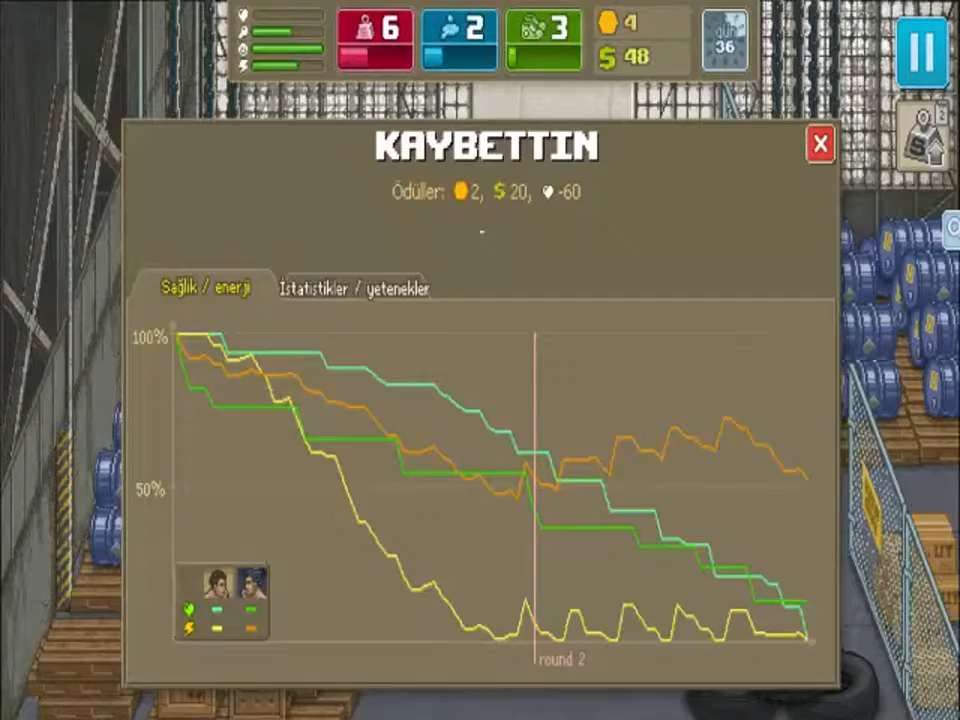 6 2 3 4
$ 48
gün
36
2
KAYBETTIN
Ödüller: 2, $ 20, -60
-
Sağlık / enerji İstatistikler / yetenekler
100%
50%
round 2